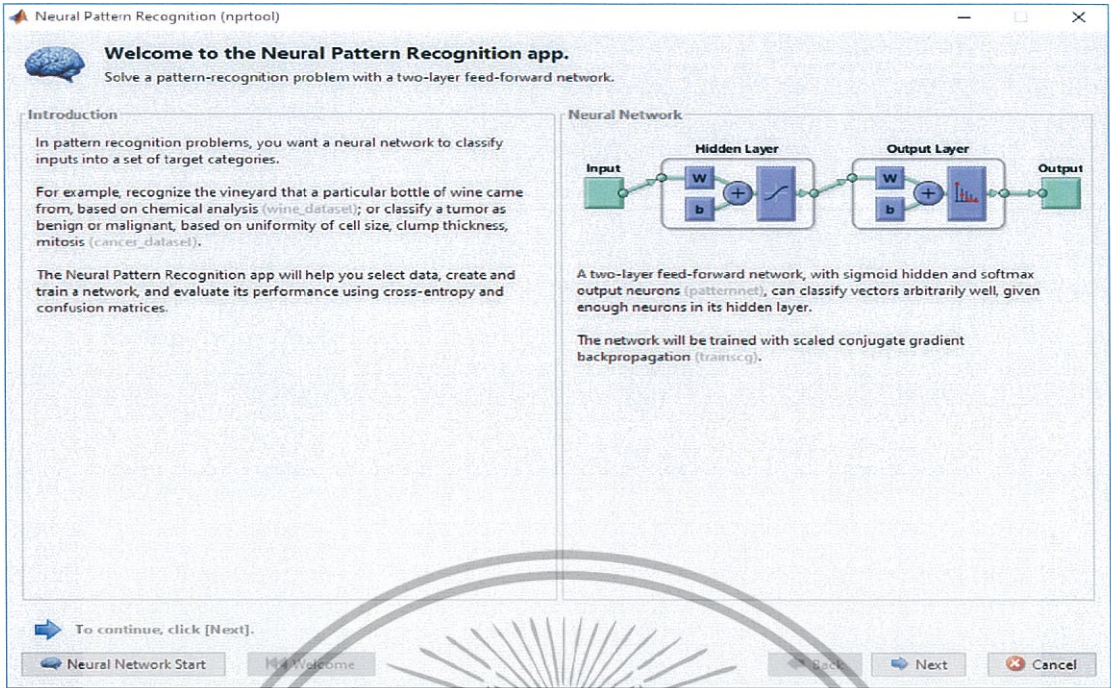 Neural Pattern Recognition (nprtool)
Welcome to the Neural Pattern Recognition app.
Solve a pattern-recognition problem with a two-layer feed-forward network.
Introduction
In pattern recognition problems, you want a neural network to classify
inputs into a set of target categories.
For example, recognize the vineyard that a particular bottle of wine came
from, based on chemical analysis (wine_dataset); or classify a tumor as
benign or malignant, based on uniformity of cell size, clump thickness,
mitosis (cancer_dataset).
The Neural Pattern Recognition app will help you select data, create and
train a network, and evaluate its performance using cross-entropy and
confusion matrices.
Neural Network
Hidden Layer
Output Layer
Input
Output
W
b
+
W
b
+
A two-layer feed-forward network, with sigmoid hidden and softmax
output neurons (patternnet), can classify vectors arbitrarily well, given
enough neurons in its hidden layer.
The network will be trained with scaled conjugate gradient
backpropagation (trainscg).
To continue, click [Next].
Neural Network Start
Welcome
Back
Next
Cancel